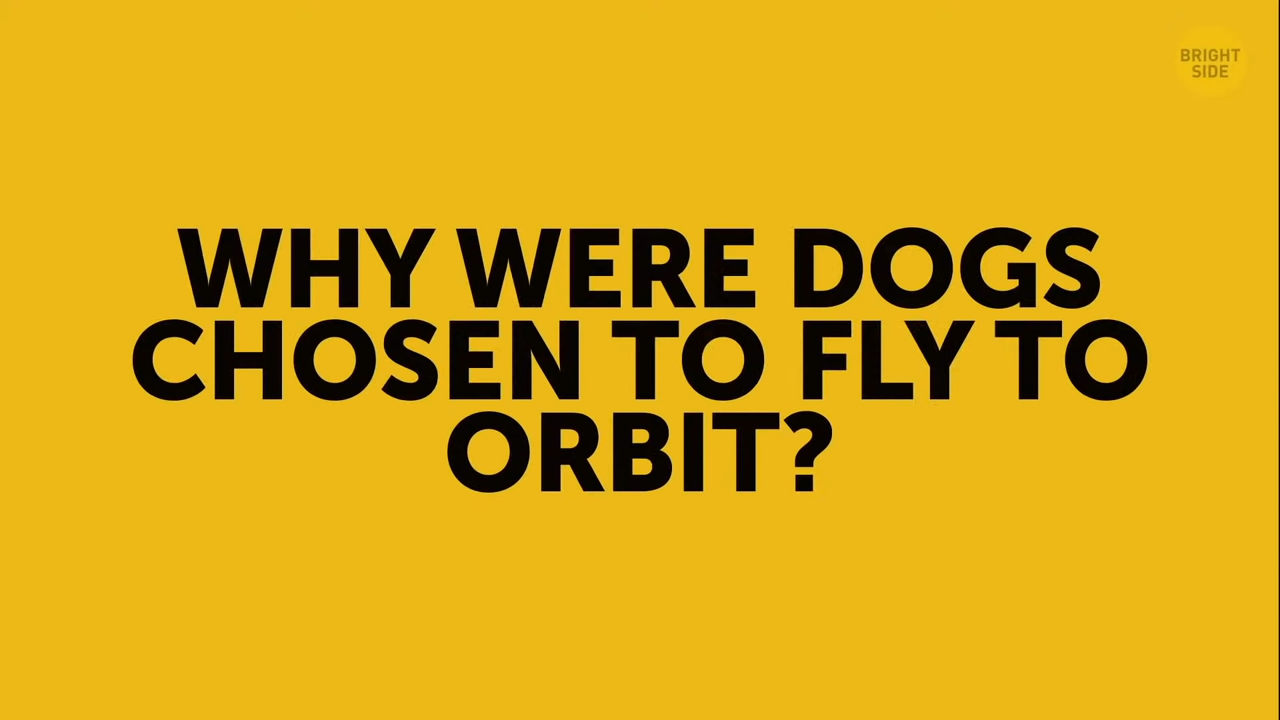 BRIGHT
SIDE
WHY WERE DOGS
CHOSEN TO FLY TO
ORBIT?